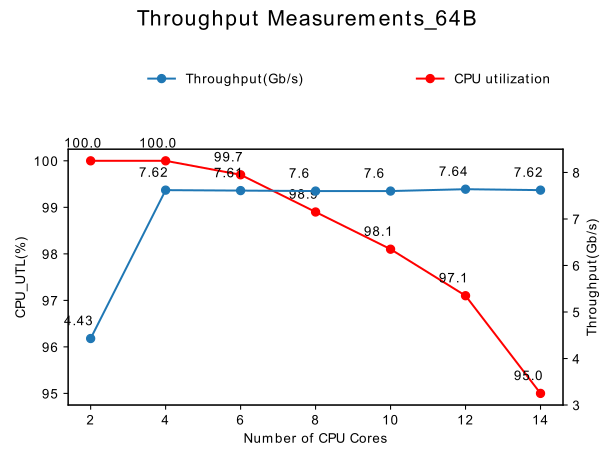 Throughput Measurements_64B
Throughput(Gb/s) CPU utilization
100.0 100.0
99.7
7.62 7.61 7.6 7.6 7.64 7.62
98.9
98.1
97.1
4.43
95.0
100
99
98
97
96
95
CPU_UTL(%)
8
7
6
5
4
3
Throughput(Gb/s)
2 4 6 8 10 12 14
Number of CPU Cores